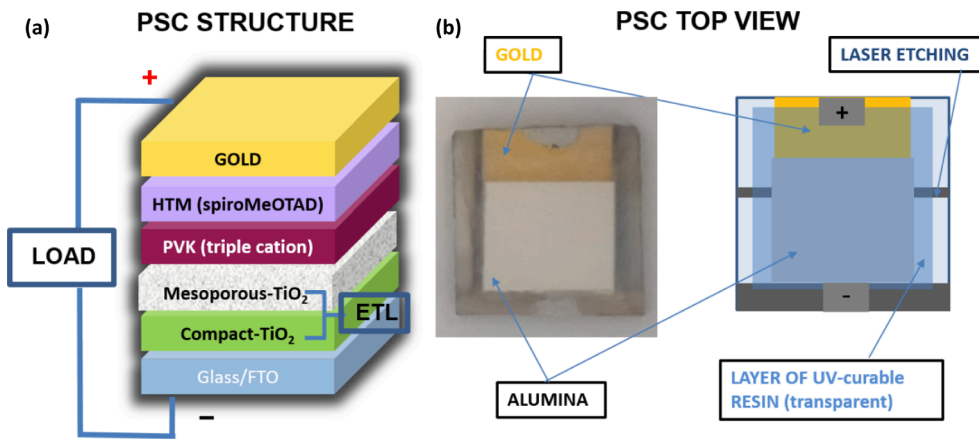 (a)
PSC STRUCTURE
+
GOLD
HTM (spiroMeOTAD)
PVK (triple cation)
Mesoporous-TiO₂
Compact-TiO₂
Glass/FTO
LOAD
ETL
–
(b)
PSC TOP VIEW
GOLD
LASER ETCHING
+
-
ALUMINA
LAYER OF UV-curable
RESIN (transparent)